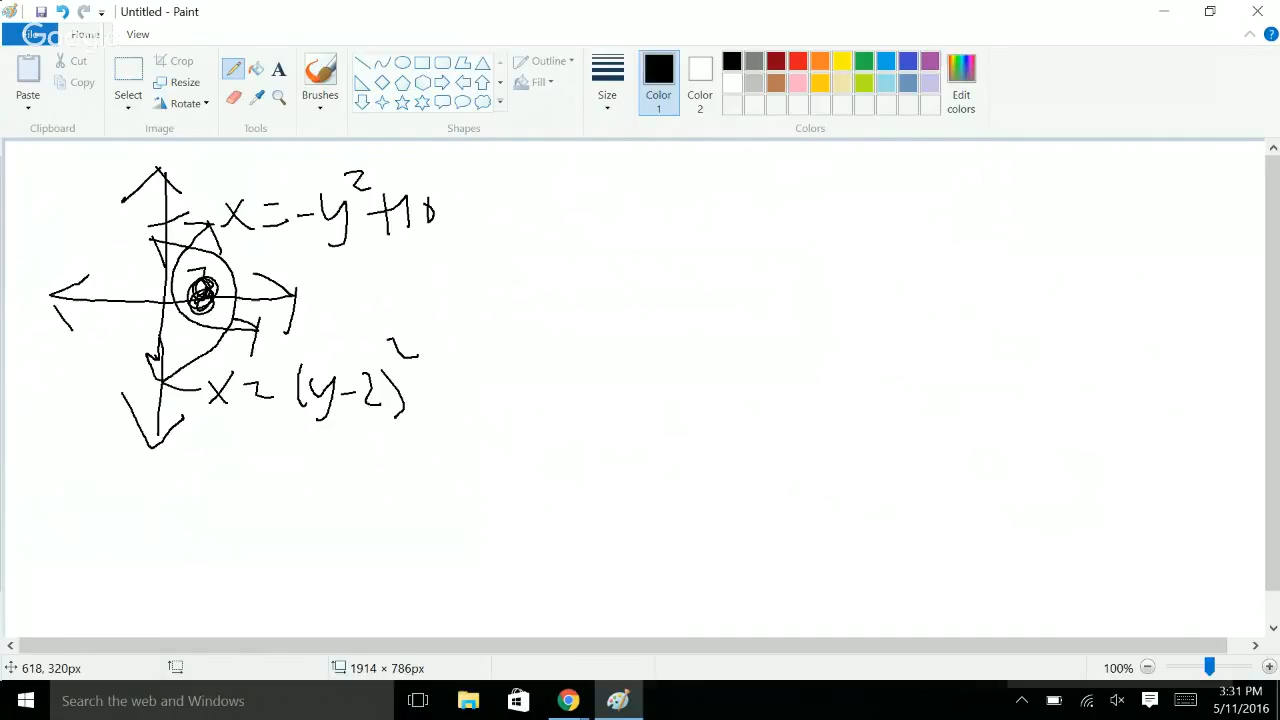 Untitled - Paint
File Home View
Google
Paste
Cut
Copy
Clipboard
Select
Crop
Resize
Rotate
Image
A
Tools
Brushes
Outline
Fill
Shapes
Size
Color 1
Color 2
Edit colors
Colors
x = -y² + 10
x = (y-2)²
618, 320px
1914 × 786px
100%
Search the web and Windows
3:31 PM
5/11/2016